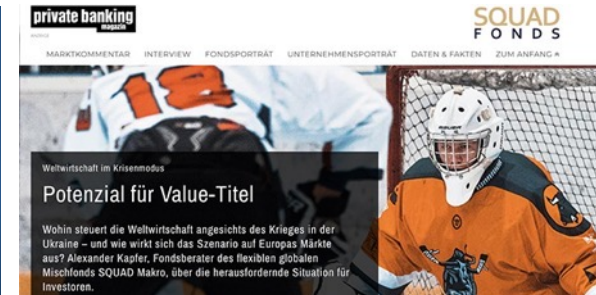 private banking
magazin
SQUAD
FONDS
ANZEIGE
MARKTKOMMENTAR INTERVIEW FONDSPORTRÄT UNTERNEHMENSPORTRÄT DATEN & FAKTEN ZUM ANFANG
18
BAUER
Weltwirtschaft im Krisenmodus
Potenzial für Value-Titel
Wohin steuert die Weltwirtschaft angesichts des Krieges in der
Ukraine – und wie wirkt sich das Szenario auf Europas Märkte
aus? Alexander Kapfer, Fondsberater des flexiblen globalen
Mischfonds SQUAD Makro, über die herausfordernde Situation für
Investoren.